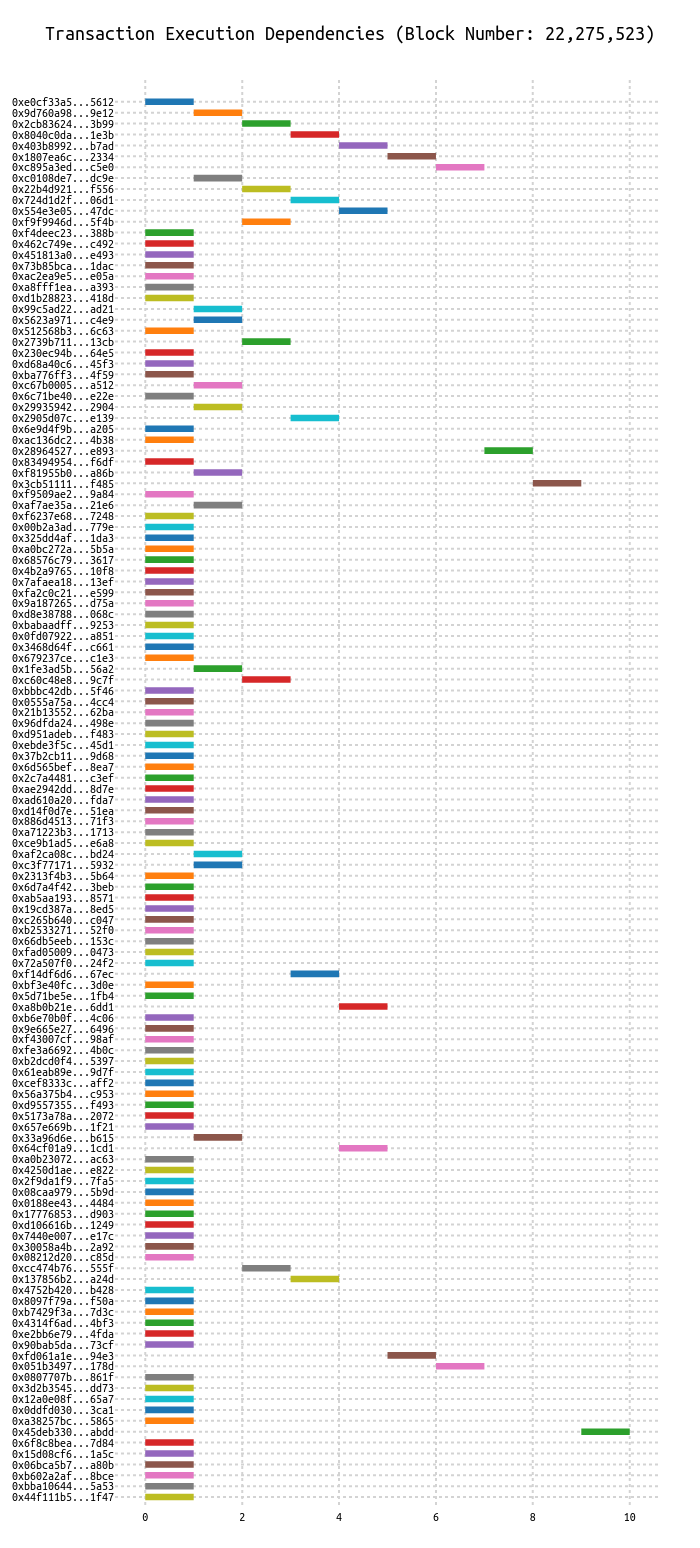 Transaction Execution Dependencies (Block Number: 22,275,523)
0xe0cf33a5...5612
0x9d760a98...9e12
0x2cb83624...3b99
0x8040c0da...1e3b
0x403b8992...b7ad
0x1807ea6c...2334
0xc895a3ed...c5e0
0xc0108de7...dc9e
0x22b4d921...f556
0x724d1d2f...06d1
0x554e3e05...47dc
0xf9f9946d...5f4b
0xf4deec23...388b
0x462c749e...c492
0x451813a0...e493
0x73b85bca...1dac
0xac2ea9e5...e05a
0xa8fff1ea...a393
0xd1b28823...418d
0x99c5ad22...ad21
0x5623a971...c4e9
0x512568b3...6c63
0x2739b711...13cb
0x230ec94b...64e5
0xd68a40c6...45f3
0xba776ff3...4f59
0xc67b0005...a512
0x6c71be40...e22e
0x29935942...2904
0x2905d07c...e139
0x6e9d4f9b...a205
0xac136dc2...4b38
0x28964527...e893
0x83494954...f6df
0xf81955b0...a86b
0x3cb51111...f485
0xf9509ae2...9a84
0xaf7ae35a...21e6
0xf6237e68...7248
0x00b2a3ad...779e
0x325dd4af...1da3
0xa0bc272a...5b5a
0x68576c79...3617
0x4b2a9765...10f8
0x7afaea18...13ef
0xfa2c0c21...e599
0x9a187265...d75a
0xd8e38788...068c
0xbabaadff...9253
0x0fd07922...a851
0x3468d64f...c661
0x679237ce...c1e3
0x1fe3ad5b...56a2
0xc60c48e8...9c7f
0xbbbc42db...5f46
0x0555a75a...4cc4
0x21b13552...62ba
0x96dfda24...498e
0xd951adeb...f483
0xebde3f5c...45d1
0x37b2cb11...9d68
0x6d565bef...8ea7
0x2c7a4481...c3ef
0xae2942dd...8d7e
0xad610a20...fda7
0xd14f0d7e...51ea
0x886d4513...71f3
0xa71223b3...1713
0xce9b1ad5...e6a8
0xaf2ca08c...bd24
0xc3f77171...5932
0x2313f4b3...5b64
0x6d7a4f42...3beb
0xab5aa193...8571
0x19cd387a...8ed5
0xc265b640...c047
0xb2533271...52f0
0x66db5eeb...153c
0xfad05009...0473
0x72a507f0...24f2
0xf14df6d6...67ec
0xbf3e40fc...3d0e
0x5d71be5e...1fb4
0xa8b0b21e...6dd1
0xb6e70b0f...4c06
0x9e665e27...6496
0xf43007cf...98af
0xfe3a6692...4b0c
0xb2dcd0f4...5397
0x61eab89e...9d7f
0xcef8333c...aff2
0x56a375b4...c953
0xd9557355...f493
0x5173a78a...2072
0x657e669b...1f21
0x33a96d6e...b615
0x64cf01a9...1cd1
0xa0b23072...ac63
0x4250d1ae...e822
0x2f9da1f9...7fa5
0x08caa979...5b9d
0x0188ee43...4484
0x17776853...d903
0xd106616b...1249
0x7440e007...e17c
0x30058a4b...2a92
0x08212d20...c85d
0xcc474b76...555f
0x137856b2...a24d
0x4752b420...b428
0x8097f79a...f50a
0xb7429f3a...7d3c
0x4314f6ad...4bf3
0xe2bb6e79...4fda
0x90bab5da...73cf
0xfd061a1e...94e3
0x051b3497...178d
0x0807707b...861f
0x3d2b3545...dd73
0x12a0e08f...65a7
0x0ddfd030...3ca1
0xa38257bc...5865
0x45deb330...abdd
0x6f8c8bea...7d84
0x15d08cf6...1a5c
0x06bca5b7...a80b
0xb602a2af...8bce
0xbba10644...5a53
0x44f111b5...1f47
0 2 4 6 8 10